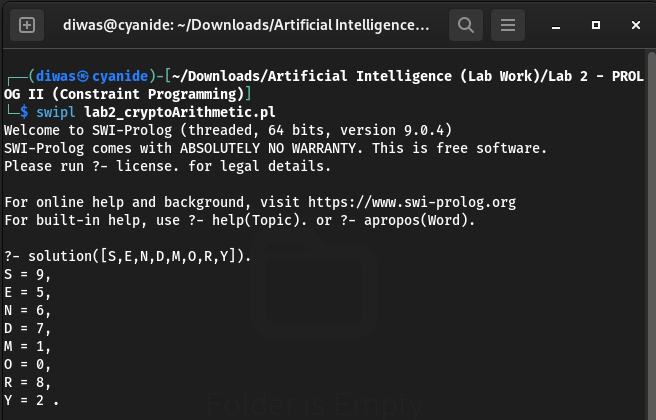 diwas@cyanide: ~/Downloads/Artificial Intelligence...
┌──(diwas㉿cyanide)-[~/Downloads/Artificial Intelligence (Lab Work)/Lab 2 - PROL
OG II (Constraint Programming)]
└─$ swipl lab2_cryptoArithmetic.pl
Welcome to SWI-Prolog (threaded, 64 bits, version 9.0.4)
SWI-Prolog comes with ABSOLUTELY NO WARRANTY. This is free software.
Please run ?- license. for legal details.
For online help and background, visit https://www.swi-prolog.org
For built-in help, use ?- help(Topic). or ?- apropos(Word).
?- solution([S,E,N,D,M,O,R,Y]).
S = 9,
E = 5,
N = 6,
D = 7,
M = 1,
O = 0,
R = 8,
Y = 2 .
Folder is Empty